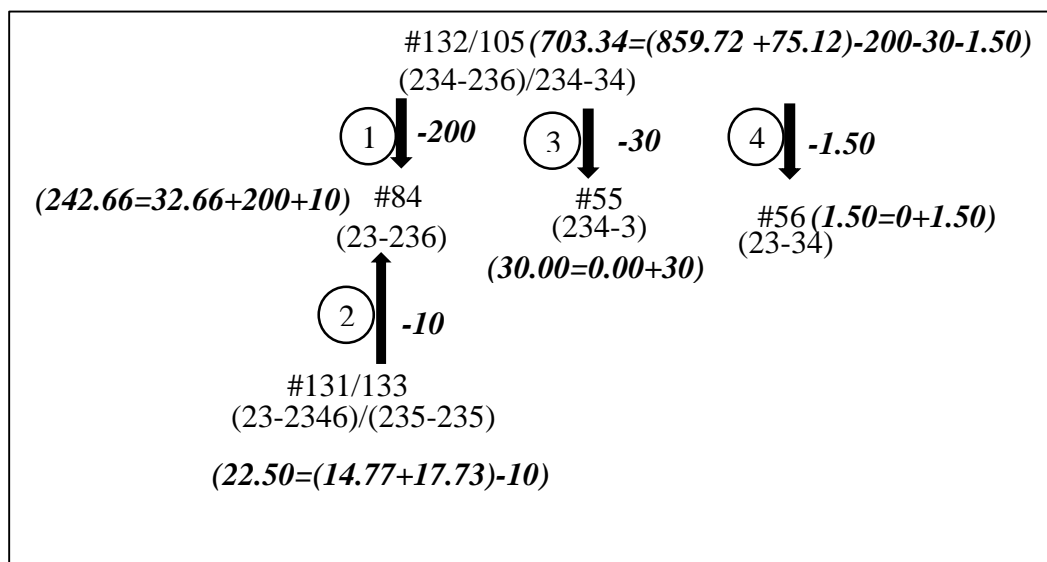 #132/105(703.34=(859.72 +75.12)-200-30-1.50)
(234-236)/234-34)
1 -200 3 -30 4 -1.50
(242.66=32.66+200+10) #84 #55 #56(1.50=0+1.50)
(23-236) (234-3) (23-34)
(30.00=0.00+30)
2 -10
#131/133
(23-2346)/(235-235)
(22.50=(14.77+17.73)-10)